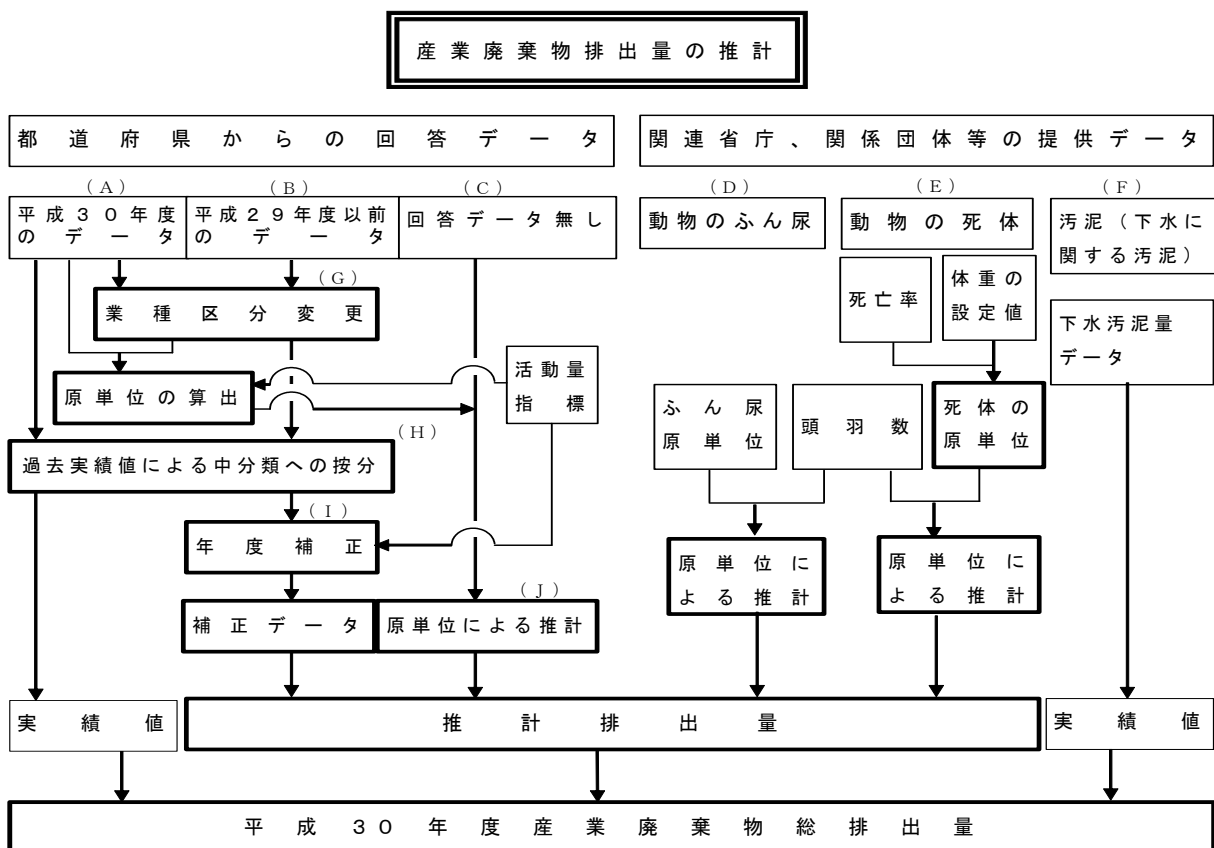 産業廃棄物排出量の推計
都道府県からの回答データ
関連省庁、関係団体等の提供データ
(A)
(B)
(C)
(D)
(E)
(F)
平成30年度
のデータ
平成29年度以前
のデータ
回答データ無し
動物のふん尿
動物の死体
汚泥(下水に
関する汚泥)
(G)
業種区分変更
死亡率
体重の
設定値
下水汚泥量
データ
原単位の算出
活動量
指標
ふん尿
原単位
頭羽数
死体の
原単位
(H)
過去実績値による中分類への按分
(I)
年度補正
原単位に
よる推計
原単位に
よる推計
(J)
補正データ
原単位による推計
実績値
推計排出量
実績値
平成30年度産業廃棄物総排出量